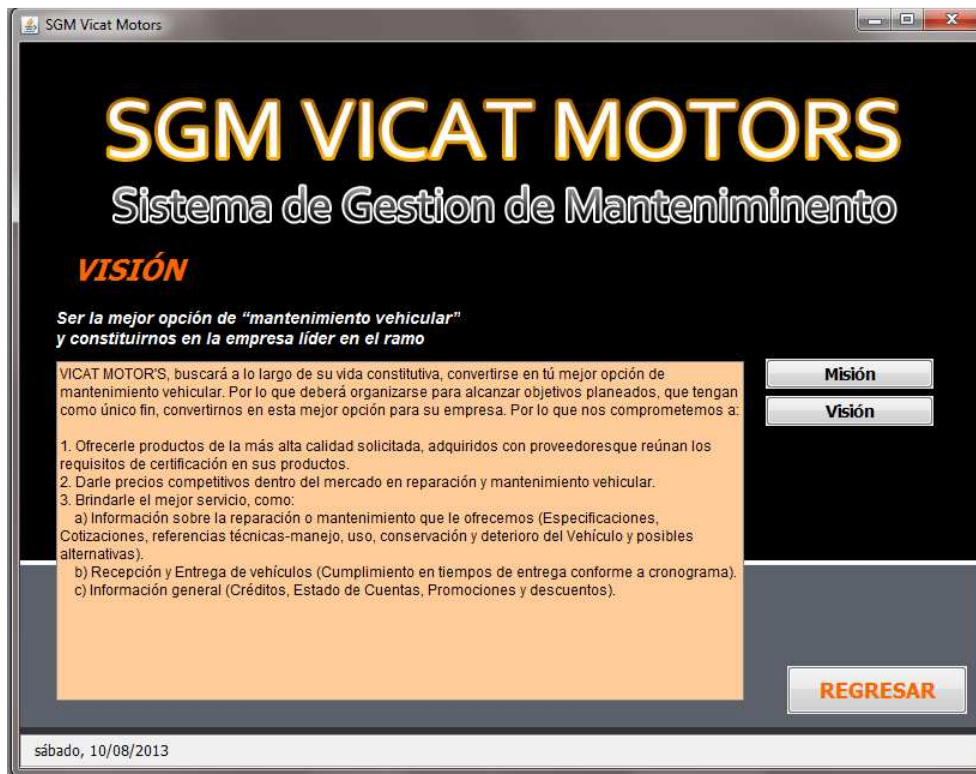 SGM Vicat Motors
SGM VICAT MOTORS
Sistema de Gestion de Manteniminento
VISIÓN
Ser la mejor opción de “mantenimiento vehicular”
y constituirnos en la empresa líder en el ramo
VICAT MOTOR'S, buscará a lo largo de su vida constitutiva, convertirse en tú mejor opción de
mantenimiento vehicular. Por lo que deberá organizarse para alcanzar objetivos planeados, que tengan
como único fin, convertirnos en esta mejor opción para su empresa. Por lo que nos comprometemos a:
1. Ofrecerle productos de la más alta calidad solicitada, adquiridos con proveedoresque reúnan los
requisitos de certificación en sus productos.
2. Darle precios competitivos dentro del mercado en reparación y mantenimiento vehicular.
3. Brindarle el mejor servicio, como:
a) Información sobre la reparación o mantenimiento que le ofrecemos (Especificaciones,
Cotizaciones, referencias técnicas-manejo, uso, conservación y deterioro del Vehículo y posibles
alternativas).
b) Recepción y Entrega de vehículos (Cumplimiento en tiempos de entrega conforme a cronograma).
c) Información general (Créditos, Estado de Cuentas, Promociones y descuentos).
Misión
Visión
REGRESAR
sábado, 10/08/2013